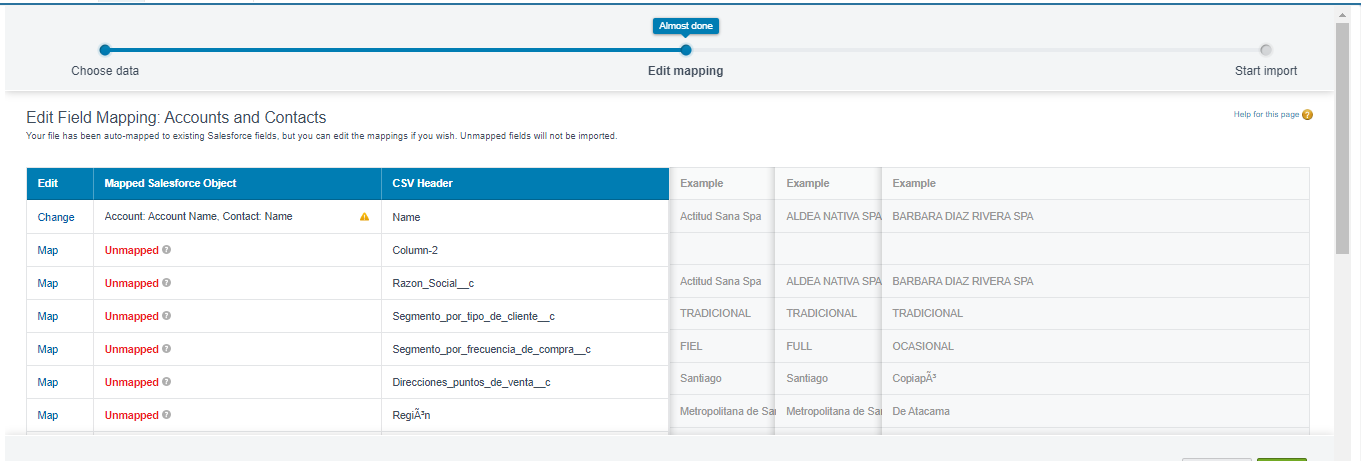 Almost done
Choose data
Edit mapping
Start import
Edit Field Mapping: Accounts and Contacts
Help for this page ?
Your file has been auto-mapped to existing Salesforce fields, but you can edit the mappings if you wish. Unmapped fields will not be imported.
Edit Mapped Salesforce Object CSV Header Example Example Example
Change Account: Account Name, Contact: Name Name Actitud Sana Spa ALDEA NATIVA SPA BARBARA DIAZ RIVERA SPA
Map Unmapped ? Column-2
Map Unmapped ? Razon_Social__c Actitud Sana Spa ALDEA NATIVA SPA BARBARA DIAZ RIVERA SPA
Map Unmapped ? Segmento_por_tipo_de_cliente__c TRADICIONAL TRADICIONAL TRADICIONAL
Map Unmapped ? Segmento_por_frecuencia_de_compra__c FIEL FULL OCASIONAL
Map Unmapped ? Direcciones_puntos_de_venta__c Santiago Santiago CopiapÃ³
Map Unmapped ? RegiÃ³n Metropolitana de Sa Metropolitana de Sa De Atacama